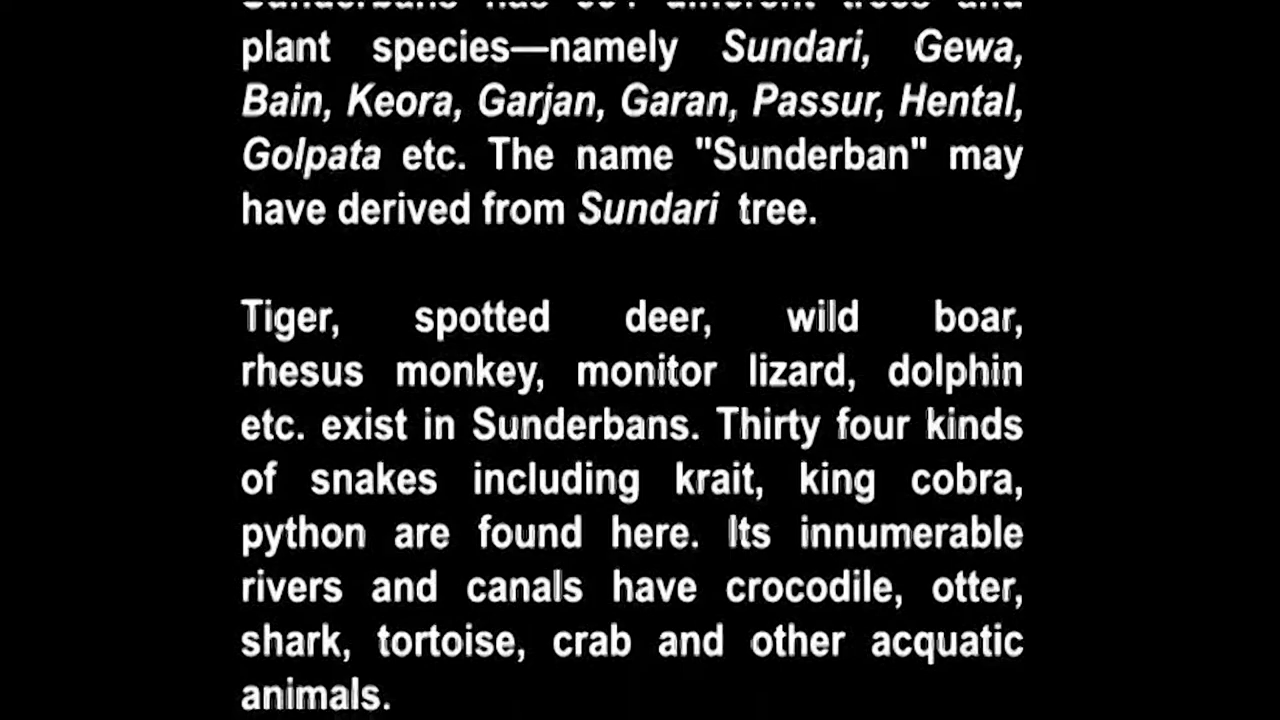 plant species—namely Sundari, Gewa,
Bain, Keora, Garjan, Garan, Passur, Hental,
Golpata etc. The name "Sunderban" may
have derived from Sundari tree.
Tiger, spotted deer, wild boar,
rhesus monkey, monitor lizard, dolphin
etc. exist in Sunderbans. Thirty four kinds
of snakes including krait, king cobra,
python are found here. Its innumerable
rivers and canals have crocodile, otter,
shark, tortoise, crab and other acquatic
animals.